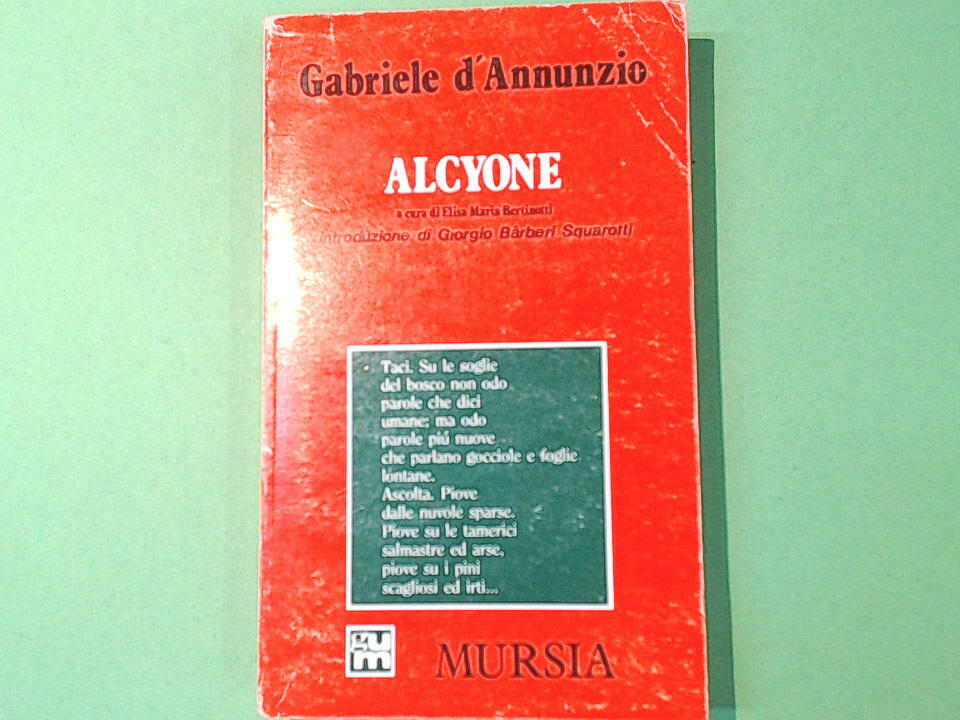 Gabriele d'Annunzio
ALCYONE
a cura di Elisa Maria Bertinotti
introduzione di Giorgio Bàrberi Squarotti
Taci. Su le soglie
del bosco non odo
parole che dici
umane; ma odo
parole piú nuove
che parlano gocciole e foglie
lontane.
Ascolta. Piove
dalle nuvole sparse.
Piove su le tamerici
salmastre ed arse,
piove su i pini
scagliosi ed irti...
gum
MURSIA